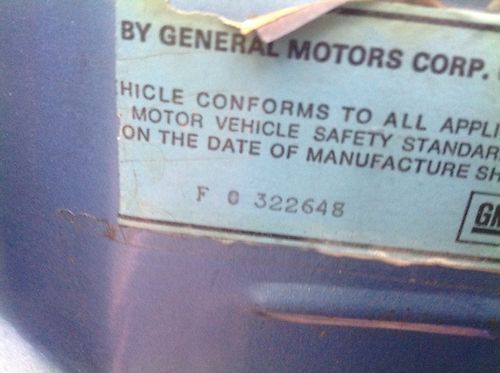 BY GENERAL MOTORS CORP.
HICLE CONFORMS TO ALL APPLI
MOTOR VEHICLE SAFETY STANDAR
ON THE DATE OF MANUFACTURE SH
F 0 322648
GM